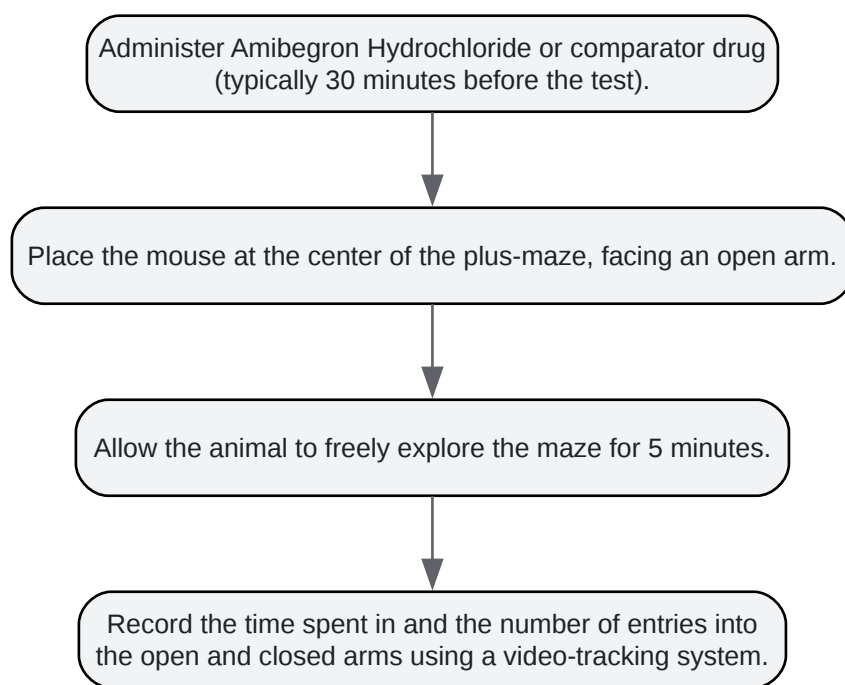 Administer Amibegron Hydrochloride or comparator drug
(typically 30 minutes before the test).
Place the mouse at the center of the plus-maze, facing an open arm.
Allow the animal to freely explore the maze for 5 minutes.
Record the time spent in and the number of entries into
the open and closed arms using a video-tracking system.